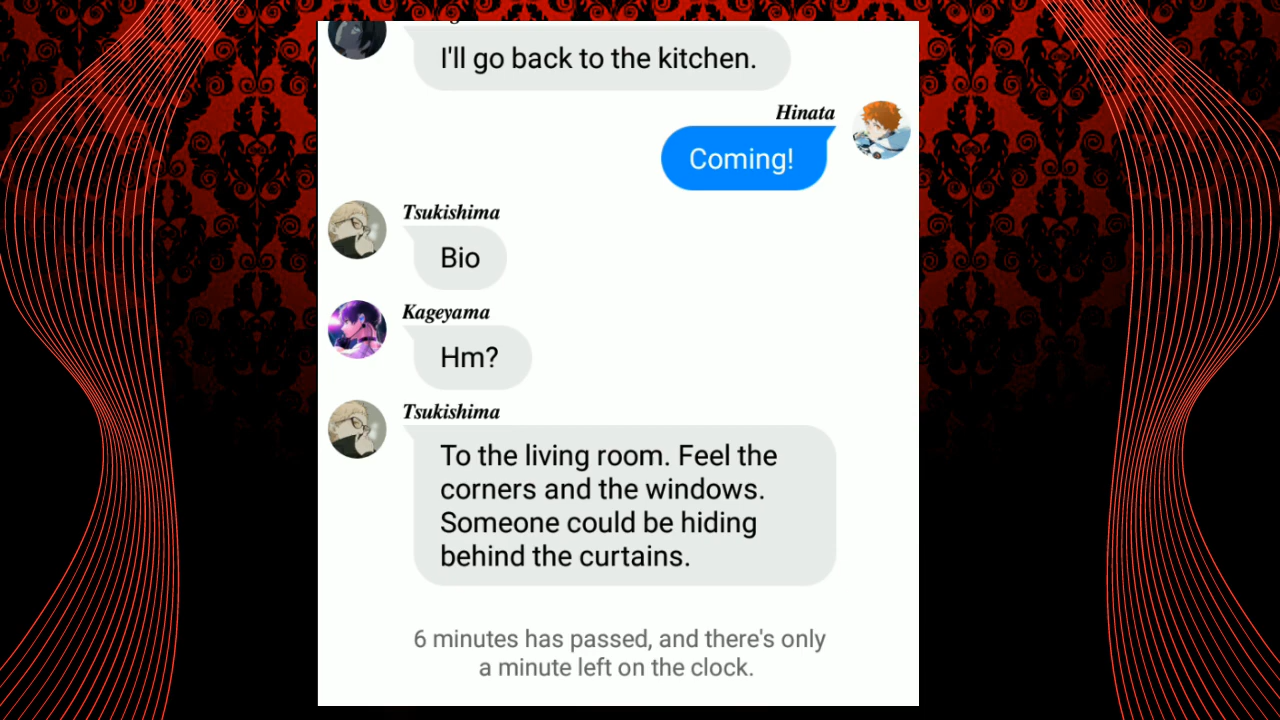 I'll go back to the kitchen.
Hinata
Coming!
Tsukishima
Bio
Kageyama
Hm?
Tsukishima
To the living room. Feel the
corners and the windows.
Someone could be hiding
behind the curtains.
6 minutes has passed, and there's only
a minute left on the clock.